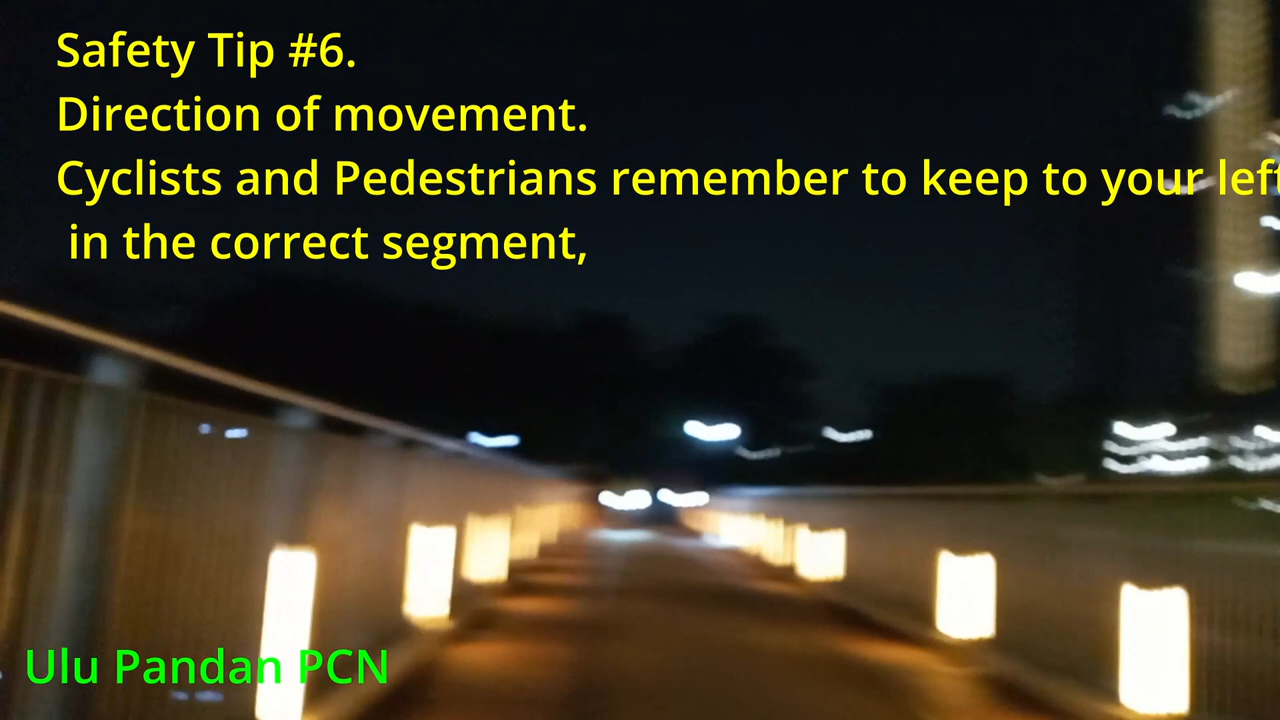 Safety Tip #6.
Direction of movement.
Cyclists and Pedestrians remember to keep to your left
in the correct segment,
Ulu Pandan PCN